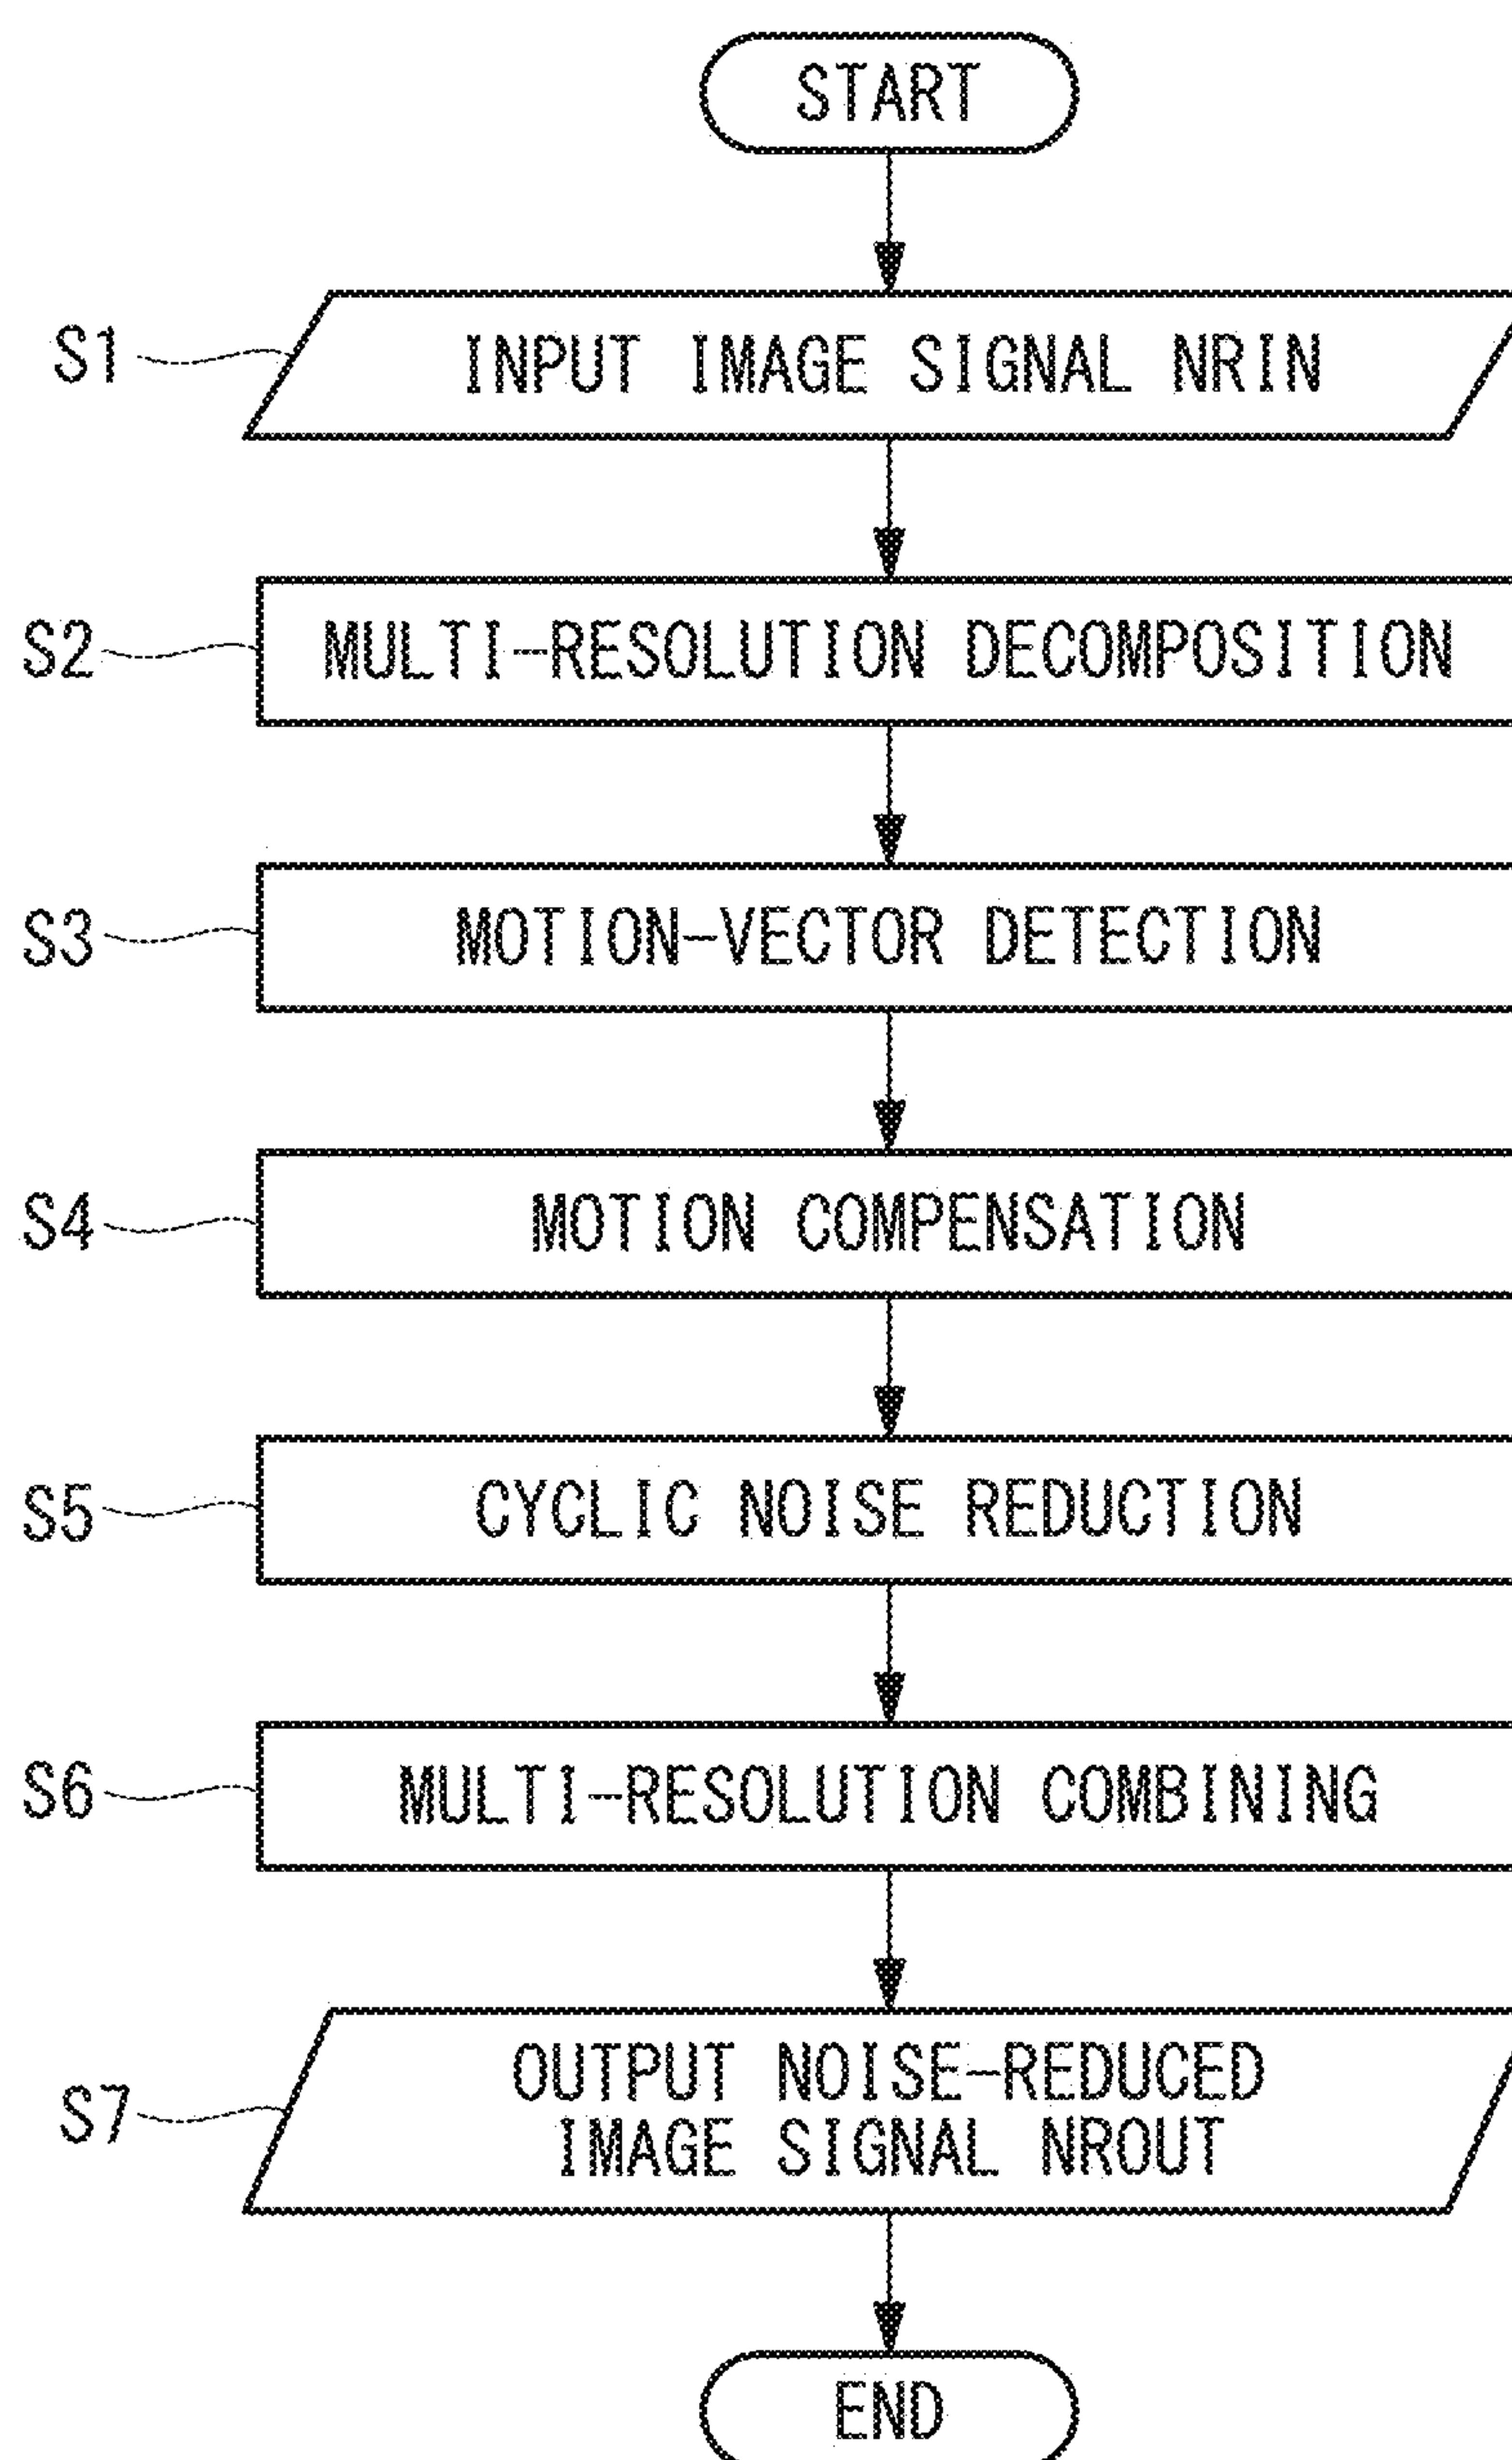 START
S1 INPUT IMAGE SIGNAL NRIN
S2 MULTI-RESOLUTION DECOMPOSITION
S3 MOTION-VECTOR DETECTION
S4 MOTION COMPENSATION
S5 CYCLIC NOISE REDUCTION
S6 MULTI-RESOLUTION COMBINING
S7 OUTPUT NOISE-REDUCED
IMAGE SIGNAL NROUT
END